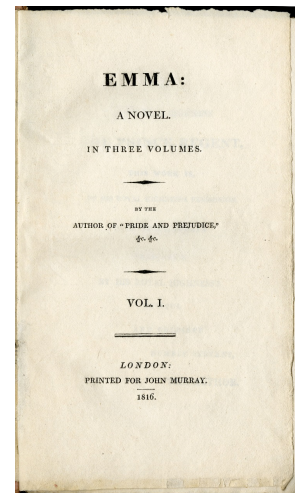 EMMA:
A NOVEL.
IN THREE VOLUMES.
BY THE
AUTHOR OF "PRIDE AND PREJUDICE,"
&c. &c.
VOL. I.
LONDON:
PRINTED FOR JOHN MURRAY.
1816.